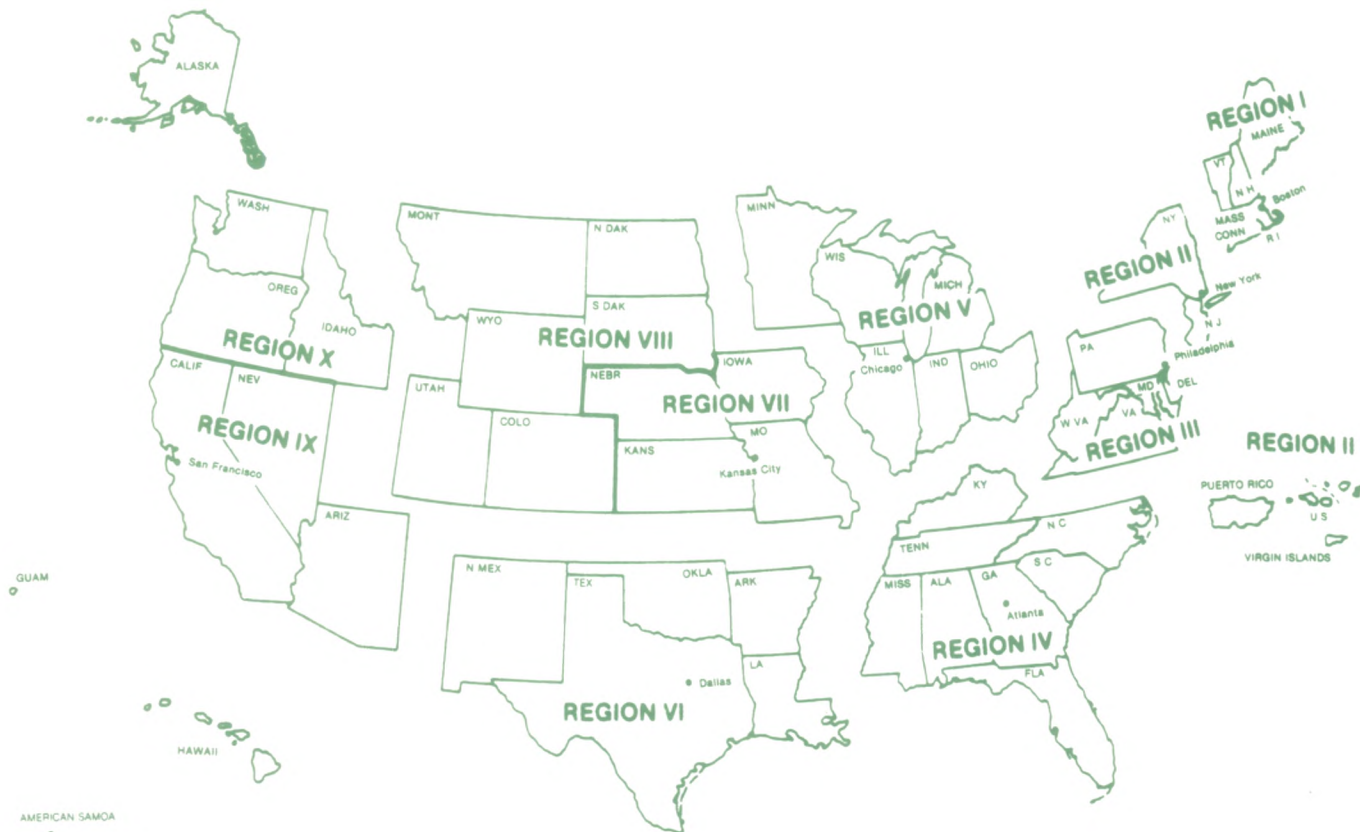 ALASKA
REGION I
MAINE
VT
N H
Boston
MASS
CONN
R I
WASH
MONT
N DAK
MINN
NY
REGION II
New York
N J
WIS
MICH
REGION V
OREG
IDAHO
REGION X
WYO
S DAK
REGION VIII
IOWA
ILL
Chicago
IND
OHIO
PA
Philadelphia
MD
DEL
CALIF
NEV
UTAH
NEBR
REGION VII
W VA
VA
REGION III
REGION IX
San Francisco
COLO
KANS
MO
Kansas City
REGION II
PUERTO RICO
U S
VIRGIN ISLANDS
KY
ARIZ
N C
TENN
S C
GUAM
N MEX
TEX
OKLA
ARK
MISS
ALA
GA
Atlanta
REGION IV
FLA
LA
Dallas
REGION VI
HAWAII
AMERICAN SAMOA